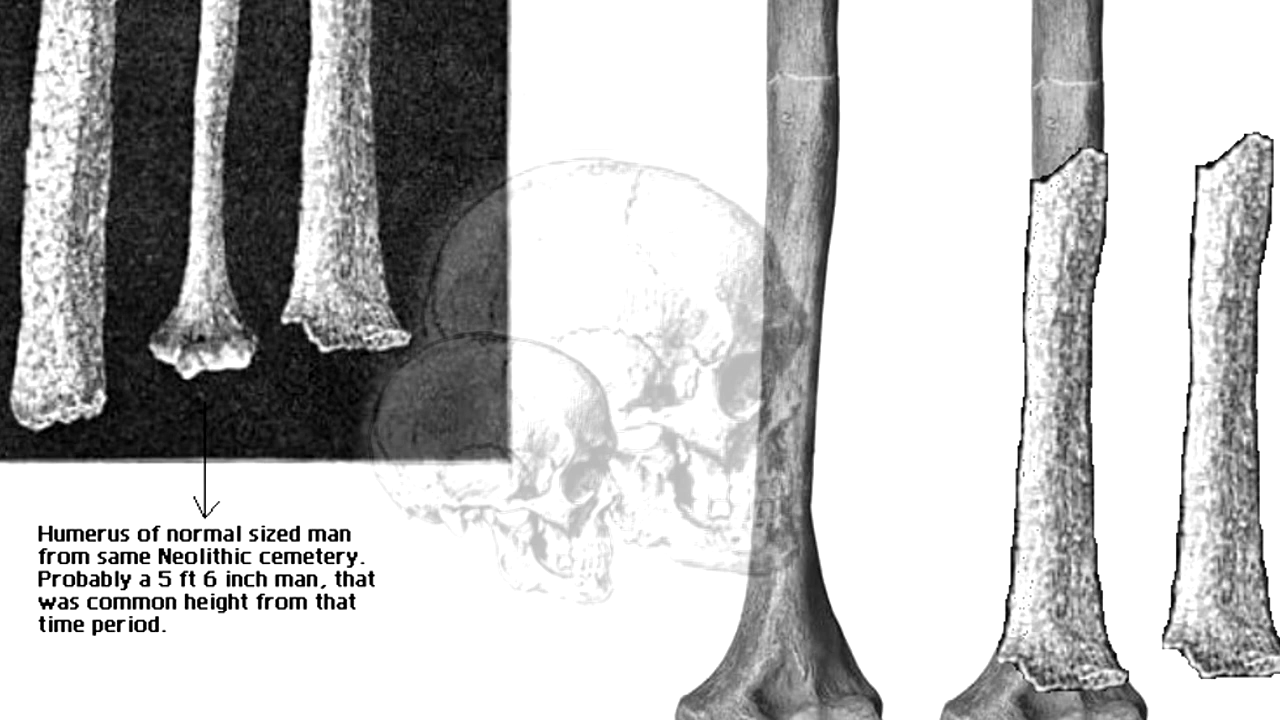 Humerus of normal sized man
from same Neolithic cemetery.
Probably a 5 ft 6 inch man, that
was common height from that
time period.